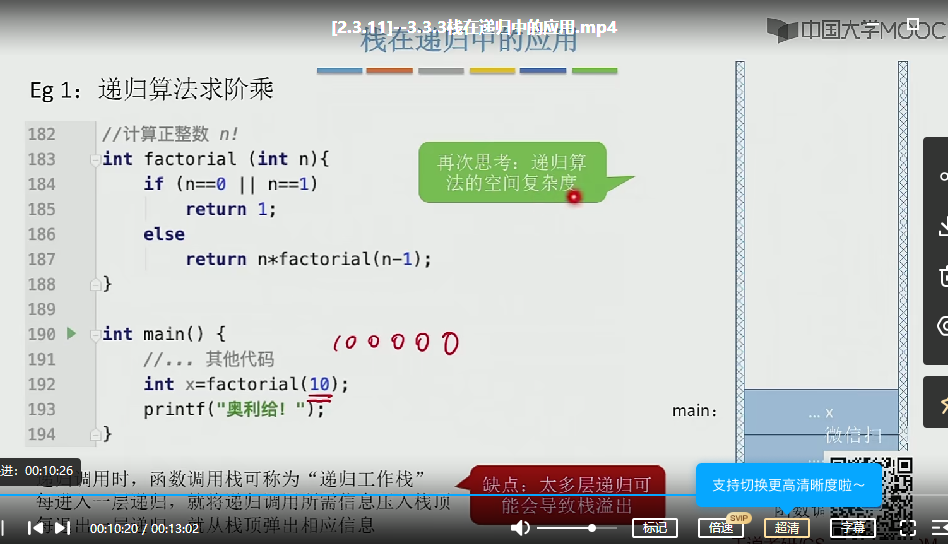 [2.3.11]--3.3.3栈在递归中的应用.mp4
栈在递归中的应用
中国大学MOOC
Eg 1：递归算法求阶乘
182 //计算正整数 n!
183 int factorial (int n){
184 if (n==0 || n==1)
185 return 1;
186 else
187 return n*factorial(n-1);
188 }
189
190 int main() {
191 //... 其他代码
192 int x=factorial(10);
193 printf("奥利给！");
194 }
再次思考：递归算
法的空间复杂度
100000
main：
... x
微信扫
进：00:10:26
递归调用时，函数调用栈可称为“递归工作栈”
每进入一层递归，就将递归调用所需信息压入栈顶
从栈顶弹出相应信息
缺点：太多层递归可
能会导致栈溢出
支持切换更高清晰度啦～
00:10:20 / 00:13:02
标记
倍速
SVIP
超清
字幕